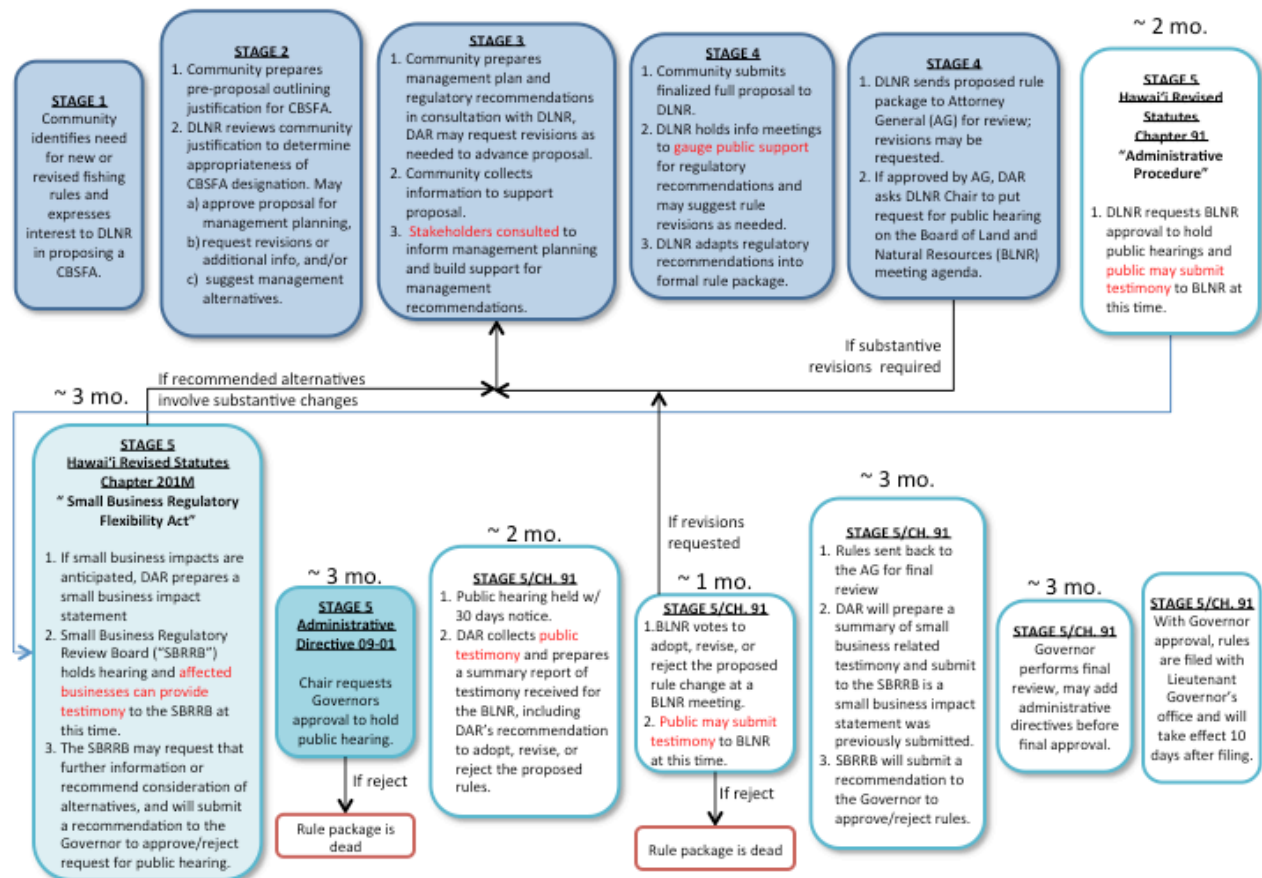 STAGE 1
Community
identifies need
for new or
revised fishing
rules and
expresses
interest to DLNR
in proposing a
CBSFA.
STAGE 2
1. Community prepares
pre-proposal outlining
justification for CBSFA.
2. DLNR reviews community
justification to determine
appropriateness of
CBSFA designation. May
a) approve proposal for
management planning,
b) request revisions or
additional info, and/or
c) suggest management
alternatives.
STAGE 3
1. Community prepares
management plan and
regulatory recommendations
in consultation with DLNR,
DAR may request revisions as
needed to advance proposal.
2. Community collects
information to support
proposal.
3. Stakeholders consulted to
inform management planning
and build support for
management
recommendations.
STAGE 4
1. Community submits
finalized full proposal to
DLNR.
2. DLNR holds info meetings
to gauge public support
for regulatory
recommendations and
may suggest rule
revisions as needed.
3. DLNR adapts regulatory
recommendations into
formal rule package.
STAGE 4
1. DLNR sends proposed rule
package to Attorney
General (AG) for review;
revisions may be
requested.
2. If approved by AG, DAR
asks DLNR Chair to put
request for public hearing
on the Board of Land and
Natural Resources (BLNR)
meeting agenda.
~ 2 mo.
STAGE 5
Hawai'i Revised
Statutes
Chapter 91
"Administrative
Procedure"
1. DLNR requests BLNR
approval to hold
public hearings and
public may submit
testimony to BLNR at
this time.
If substantive
revisions required
If recommended alternatives
involve substantive changes
~ 3 mo.
STAGE 5
Hawai'i Revised Statutes
Chapter 201M
" Small Business Regulatory
Flexibility Act"
1. If small business impacts are
anticipated, DAR prepares a
small business impact
statement
2. Small Business Regulatory
Review Board ("SBRRB")
holds hearing and affected
businesses can provide
testimony to the SBRRB at
this time.
3. The SBRRB may request that
further information or
recommend consideration of
alternatives, and will submit
a recommendation to the
Governor to approve/reject
request for public hearing.
~ 3 mo.
STAGE 5
Administrative
Directive 09-01
Chair requests
Governors
approval to hold
public hearing.
If reject
Rule package is
dead
~ 2 mo.
STAGE 5/CH. 91
1. Public hearing held w/
30 days notice.
2. DAR collects public
testimony and prepares
a summary report of
testimony received for
the BLNR, including
DAR's recommendation
to adopt, revise, or
reject the proposed
rules.
If revisions
requested
~ 1 mo.
STAGE 5/CH. 91
1.BLNR votes to
adopt, revise, or
reject the proposed
rule change at a
BLNR meeting.
2. Public may submit
testimony to BLNR
at this time.
If reject
Rule package is dead
~ 3 mo.
STAGE 5/CH. 91
1. Rules sent back to
the AG for final
review
2. DAR will prepare a
summary of small
business related
testimony and submit
to the SBRRB is a
small business impact
statement was
previously submitted.
3. SBRRB will submit a
recommendation to
the Governor to
approve/reject rules.
~ 3 mo.
STAGE 5/CH. 91
Governor
performs final
review, may add
administrative
directives before
final approval.
STAGE 5/CH. 91
With Governor
approval, rules
are filed with
Lieutenant
Governor's
office and will
take effect 10
days after filing.